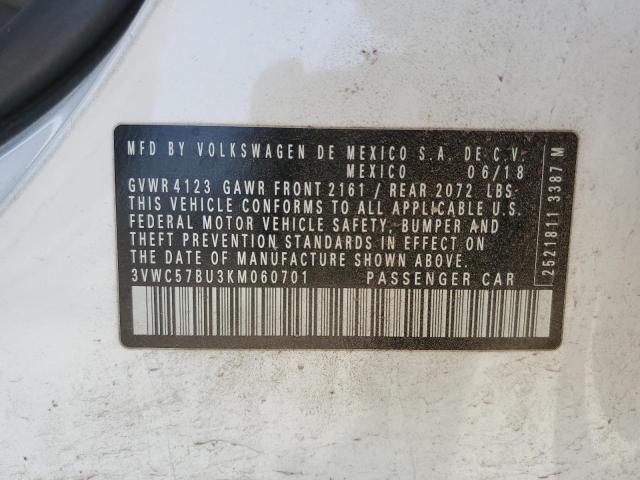 MFD BY VOLKSWAGEN DE MEXICO S.A. DE C.V.
MEXICO 06/18
GVWR 4123 GAWR FRONT 2161 / REAR 2072 LBS-
THIS VEHICLE CONFORMS TO ALL APPLICABLE U.S.
FEDERAL MOTOR VEHICLE SAFETY, BUMPER AND
THEFT PREVENTION STANDARDS IN EFFECT ON
THE DATE OF MANUFACTURE SHOWN ABOVE.
3VWC57BU3KM060701 PASSENGER CAR
2521811 3387 M